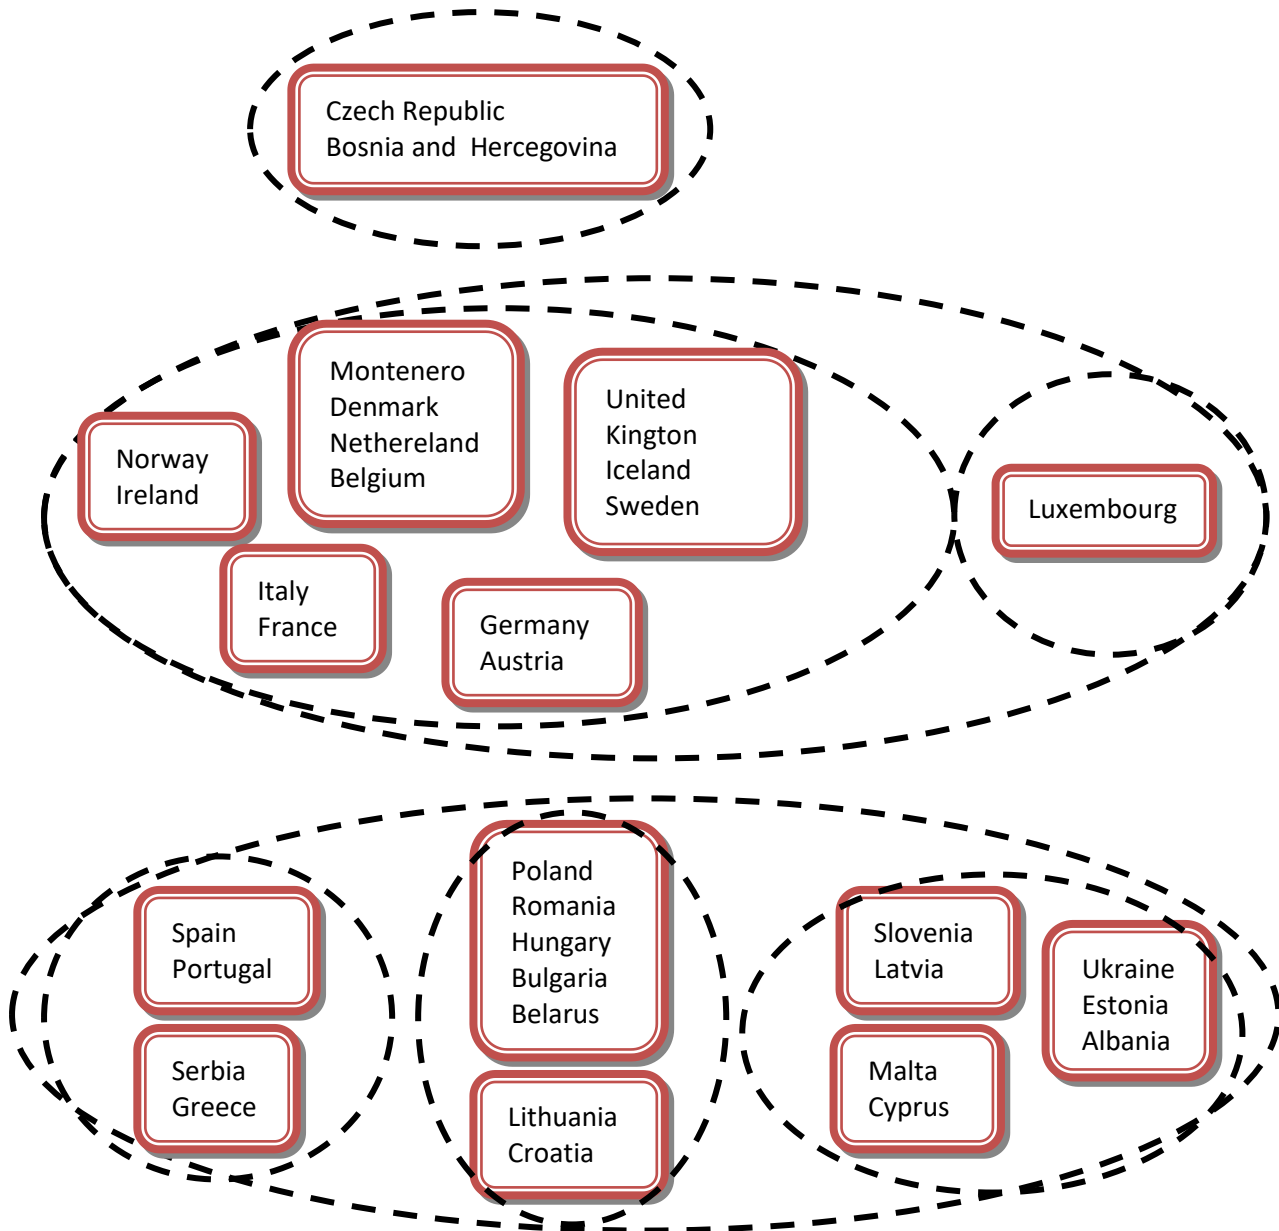 Czech Republic
Bosnia and  Hercegovina
Montenero
Denmark
Nethereland
Belgium
United
Kington
Iceland
Sweden
Norway
Ireland
Luxembourg
Italy
France
Germany
Austria
Poland
Romania
Hungary
Bulgaria
Belarus
Spain
Portugal
Slovenia
Latvia
Ukraine
Estonia
Albania
Serbia
Greece
Malta
Cyprus
Lithuania
Croatia